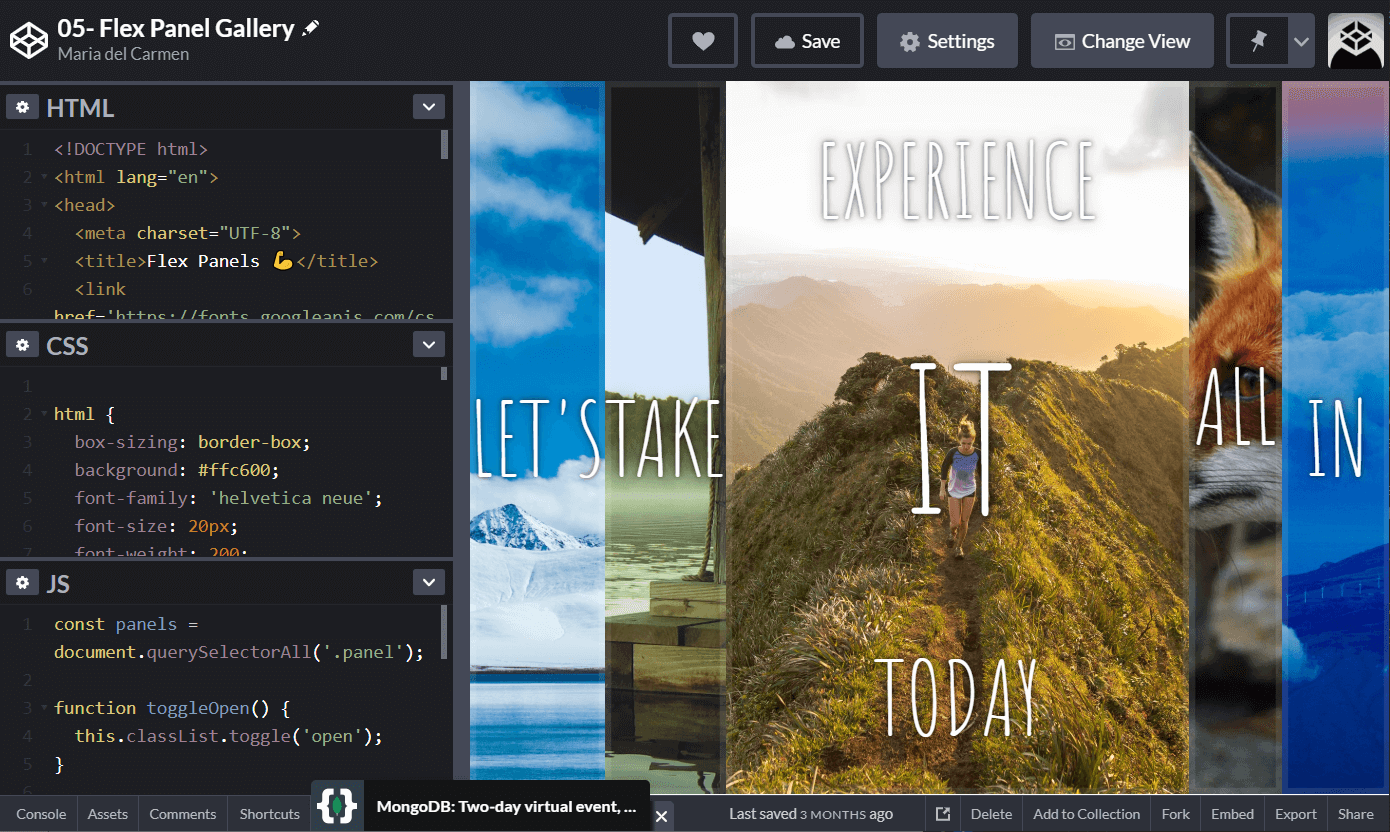 05- Flex Panel Gallery
Maria del Carmen
Save
Settings
Change View
HTML
1 <!DOCTYPE html>
2 <html lang="en">
3 <head>
4 <meta charset="UTF-8">
5 <title>Flex Panels 💪</title>
6 <link
href='https://fonts.googleapis.com/cs
CSS
1
2 html {
3 box-sizing: border-box;
4 background: #ffc600;
5 font-family: 'helvetica neue';
6 font-size: 20px;
7 font-weight: 200;
JS
1 const panels =
document.querySelectorAll('.panel');
2
3 function toggleOpen() {
4 this.classList.toggle('open');
5 }
6
LET'S
TAKE
EXPERIENCE
IT
TODAY
ALL
IN
Console
Assets
Comments
Shortcuts
MongoDB: Two-day virtual event, ...
Last saved 3 MONTHS ago
Delete
Add to Collection
Fork
Embed
Export
Share